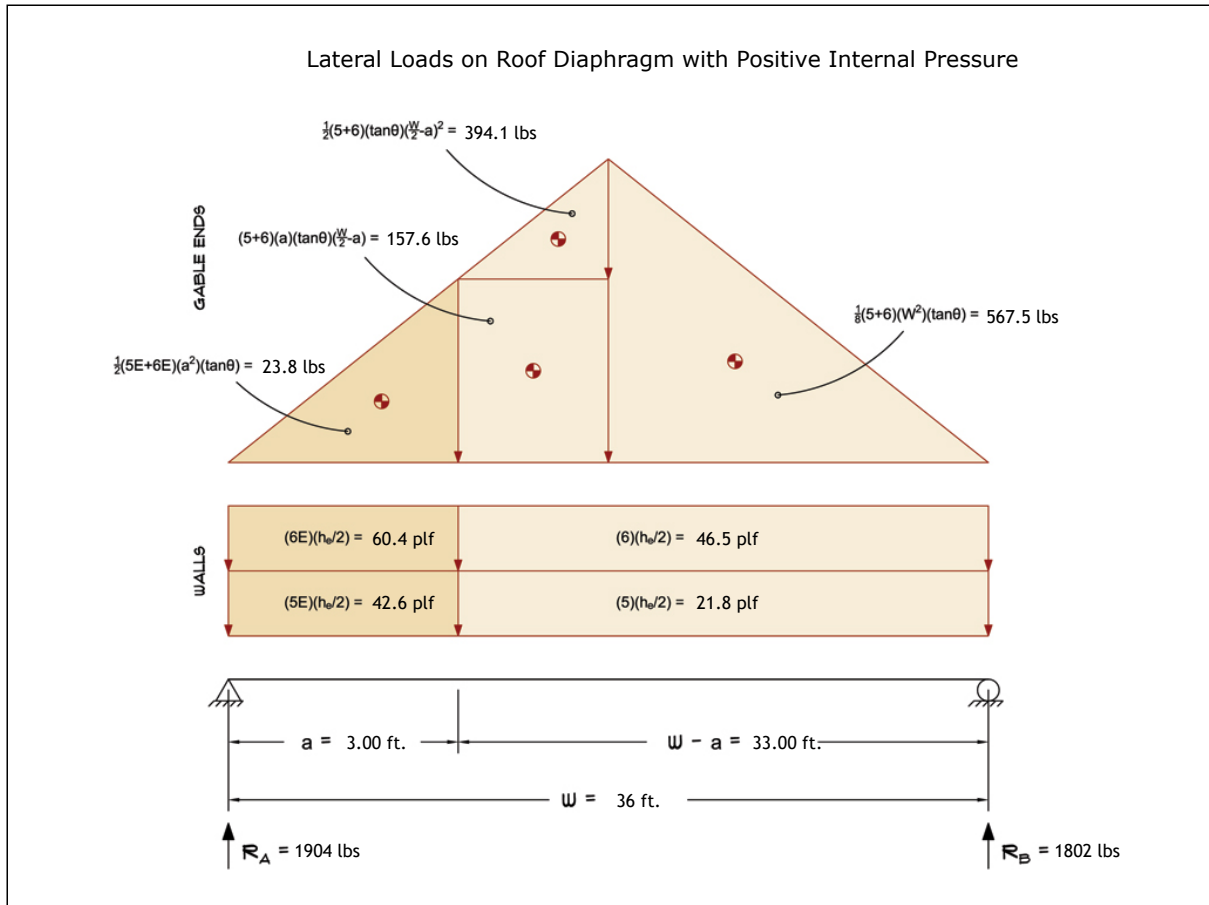 Lateral Loads on Roof Diaphragm with Positive Internal Pressure
½(5+6)(tanθ)(W/2-a)² = 394.1 lbs
GABLE ENDS
(5+6)(a)(tanθ)(W/2-a) = 157.6 lbs
⅛(5+6)(W²)(tanθ) = 567.5 lbs
½(5E+6E)(a²)(tanθ) = 23.8 lbs
WALLS
(6E)(hₑ/2) = 60.4 plf
(6)(hₑ/2) = 46.5 plf
(5E)(hₑ/2) = 42.6 plf
(5)(hₑ/2) = 21.8 plf
a = 3.00 ft.
W - a = 33.00 ft.
W = 36 ft.
R_A = 1904 lbs
R_B = 1802 lbs